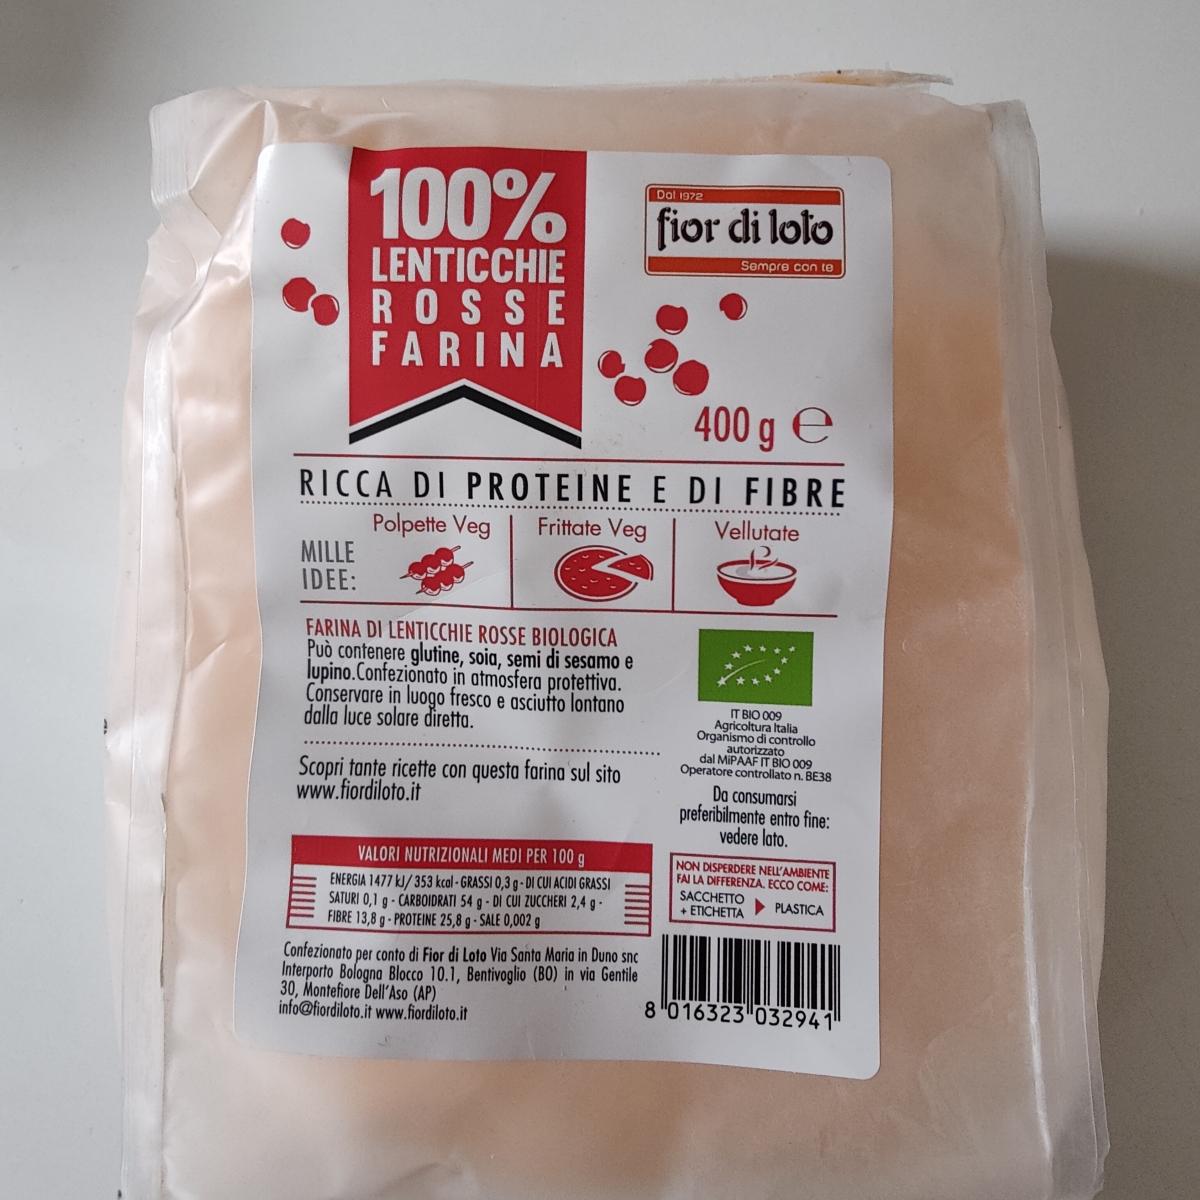 100%
LENTICCHIE
ROSSE
FARINA
Dal 1972
fior di loto
Sempre con te
400 g e
RICCA DI PROTEINE E DI FIBRE
MILLE
IDEE:
Polpette Veg
Frittate Veg
Vellutate
FARINA DI LENTICCHIE ROSSE BIOLOGICA
Può contenere glutine, soia, semi di sesamo e
lupino.Confezionato in atmosfera protettiva.
Conservare in luogo fresco e asciutto lontano
dalla luce solare diretta.
Scopri tante ricette con questa farina sul sito
www.fiordiloto.it
IT BIO 009
Agricoltura Italia
Organismo di controllo
autorizzato
dal MiPAAF IT BIO 009
Operatore controllato n. BE38
Da consumarsi
preferibilmente entro fine:
vedere lato.
VALORI NUTRIZIONALI MEDI PER 100 g
ENERGIA 1477 kJ/ 353 kcal - GRASSI 0,3 g - DI CUI ACIDI GRASSI
SATURI 0,1 g - CARBOIDRATI 54 g - DI CUI ZUCCHERI 2,4 g -
FIBRE 13,8 g - PROTEINE 25,8 g - SALE 0,002 g
NON DISPERDERE NELL'AMBIENTE
FAI LA DIFFERENZA. ECCO COME:
SACCHETTO
+ ETICHETTA
PLASTICA
Confezionato per conto di Fior di Loto Via Santa Maria in Duno snc
Interporto Bologna Blocco 10.1, Bentivoglio (BO) in via Gentile
30, Montefiore Dell'Aso (AP)
info@fiordiloto.it www.fiordiloto.it
8 016323 032941